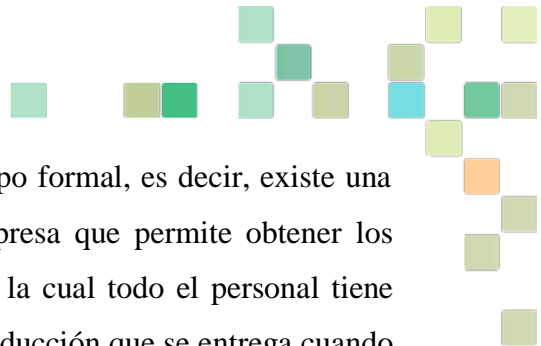 po formal, es decir, existe una
presa que permite obtener los
la cual todo el personal tiene
ducción que se entrega cuando